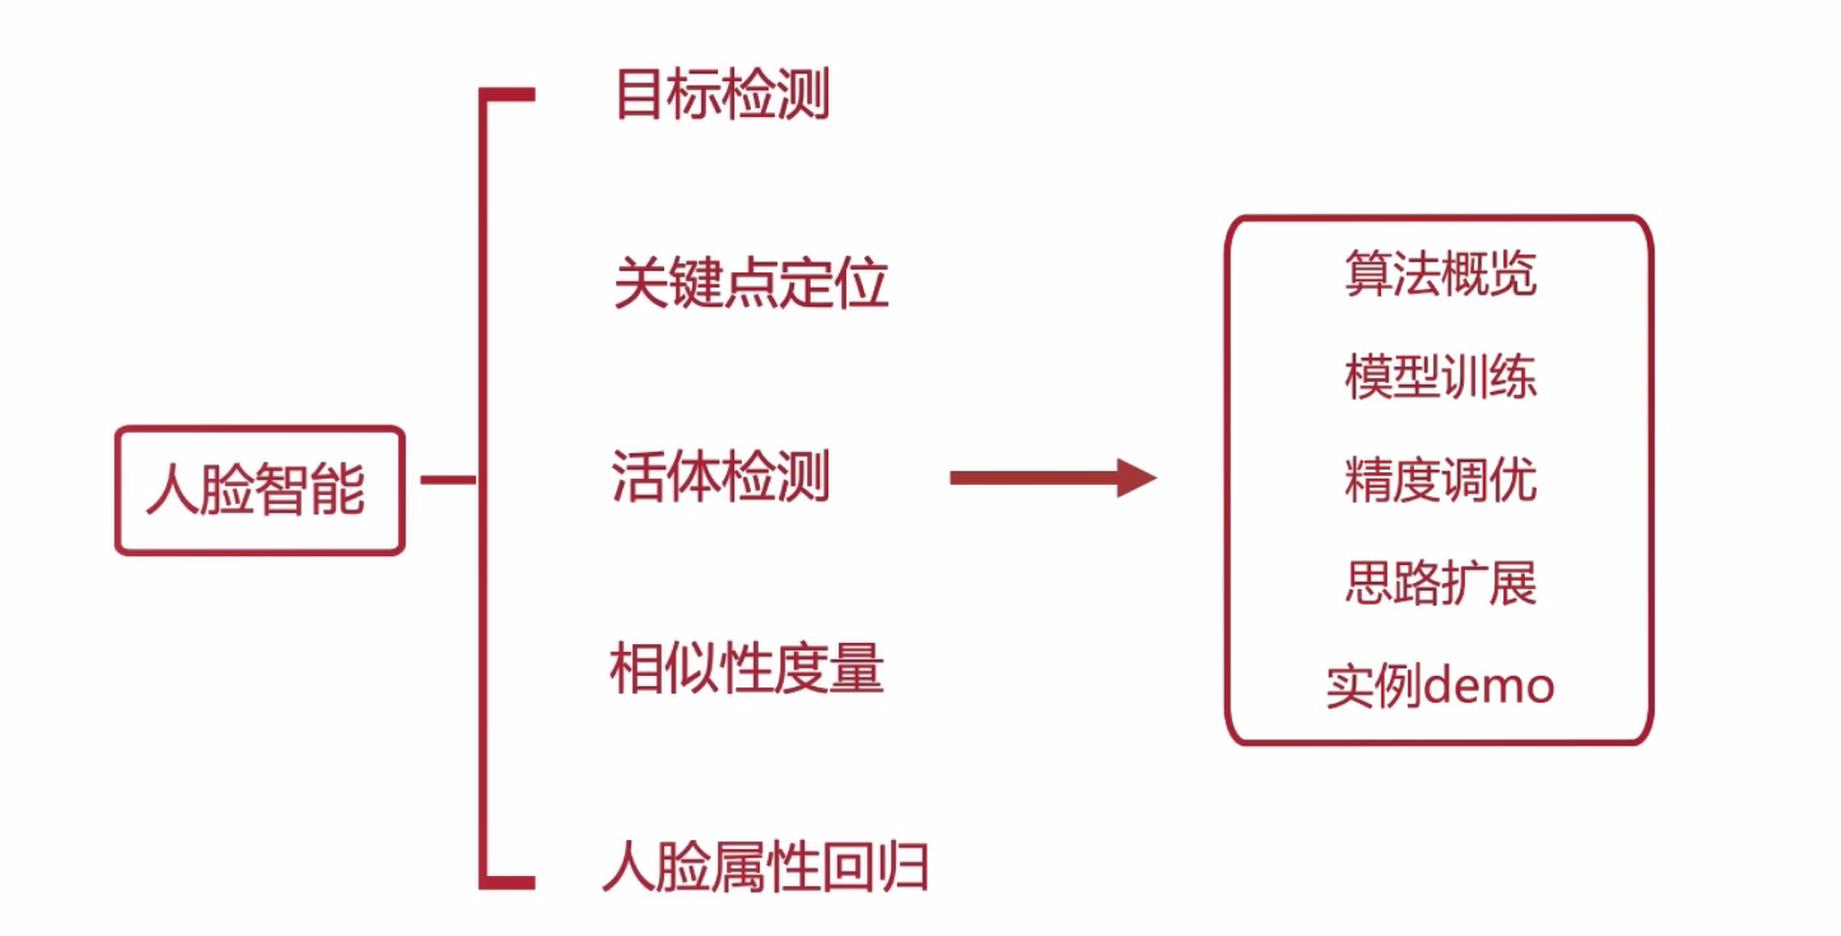 人脸智能
目标检测
关键点定位
活体检测
相似性度量
人脸属性回归
算法概览
模型训练
精度调优
思路扩展
实例demo